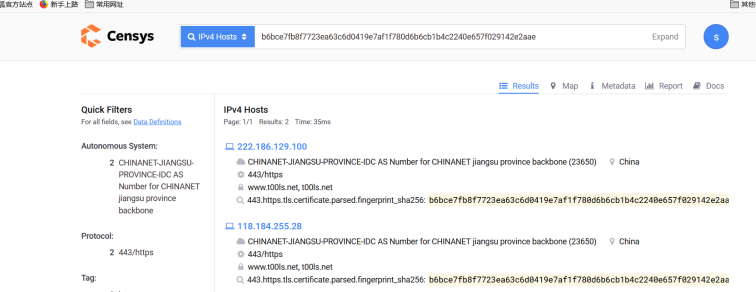 狐官方站点 新手上路 常用网址 其他
Censys
IPv4 Hosts b6bce7fb8f7723ea63c6d0419e7af1f780d6b6cb1b4c2240e657f029142e2aae Expand S
Results Map Metadata Report Docs
Quick Filters
For all fields, see Data Definitions
Autonomous System:
2 CHINANET-JIANGSU-
PROVINCE-IDC AS
Number for CHINANET
jiangsu province
backbone
Protocol:
2 443/https
Tag:
IPv4 Hosts
Page: 1/1 Results: 2 Time: 35ms
222.186.129.100
CHINANET-JIANGSU-PROVINCE-IDC AS Number for CHINANET jiangsu province backbone (23650) China
443/https
www.t00ls.net, t00ls.net
443.https.tls.certificate.parsed.fingerprint_sha256: b6bce7fb8f7723ea63c6d0419e7af1f780d6b6cb1b4c2240e657f029142e2aa
118.184.255.28
CHINANET-JIANGSU-PROVINCE-IDC AS Number for CHINANET jiangsu province backbone (23650) China
443/https
www.t00ls.net, t00ls.net
443.https.tls.certificate.parsed.fingerprint_sha256: b6bce7fb8f7723ea63c6d0419e7af1f780d6b6cb1b4c2240e657f029142e2aa